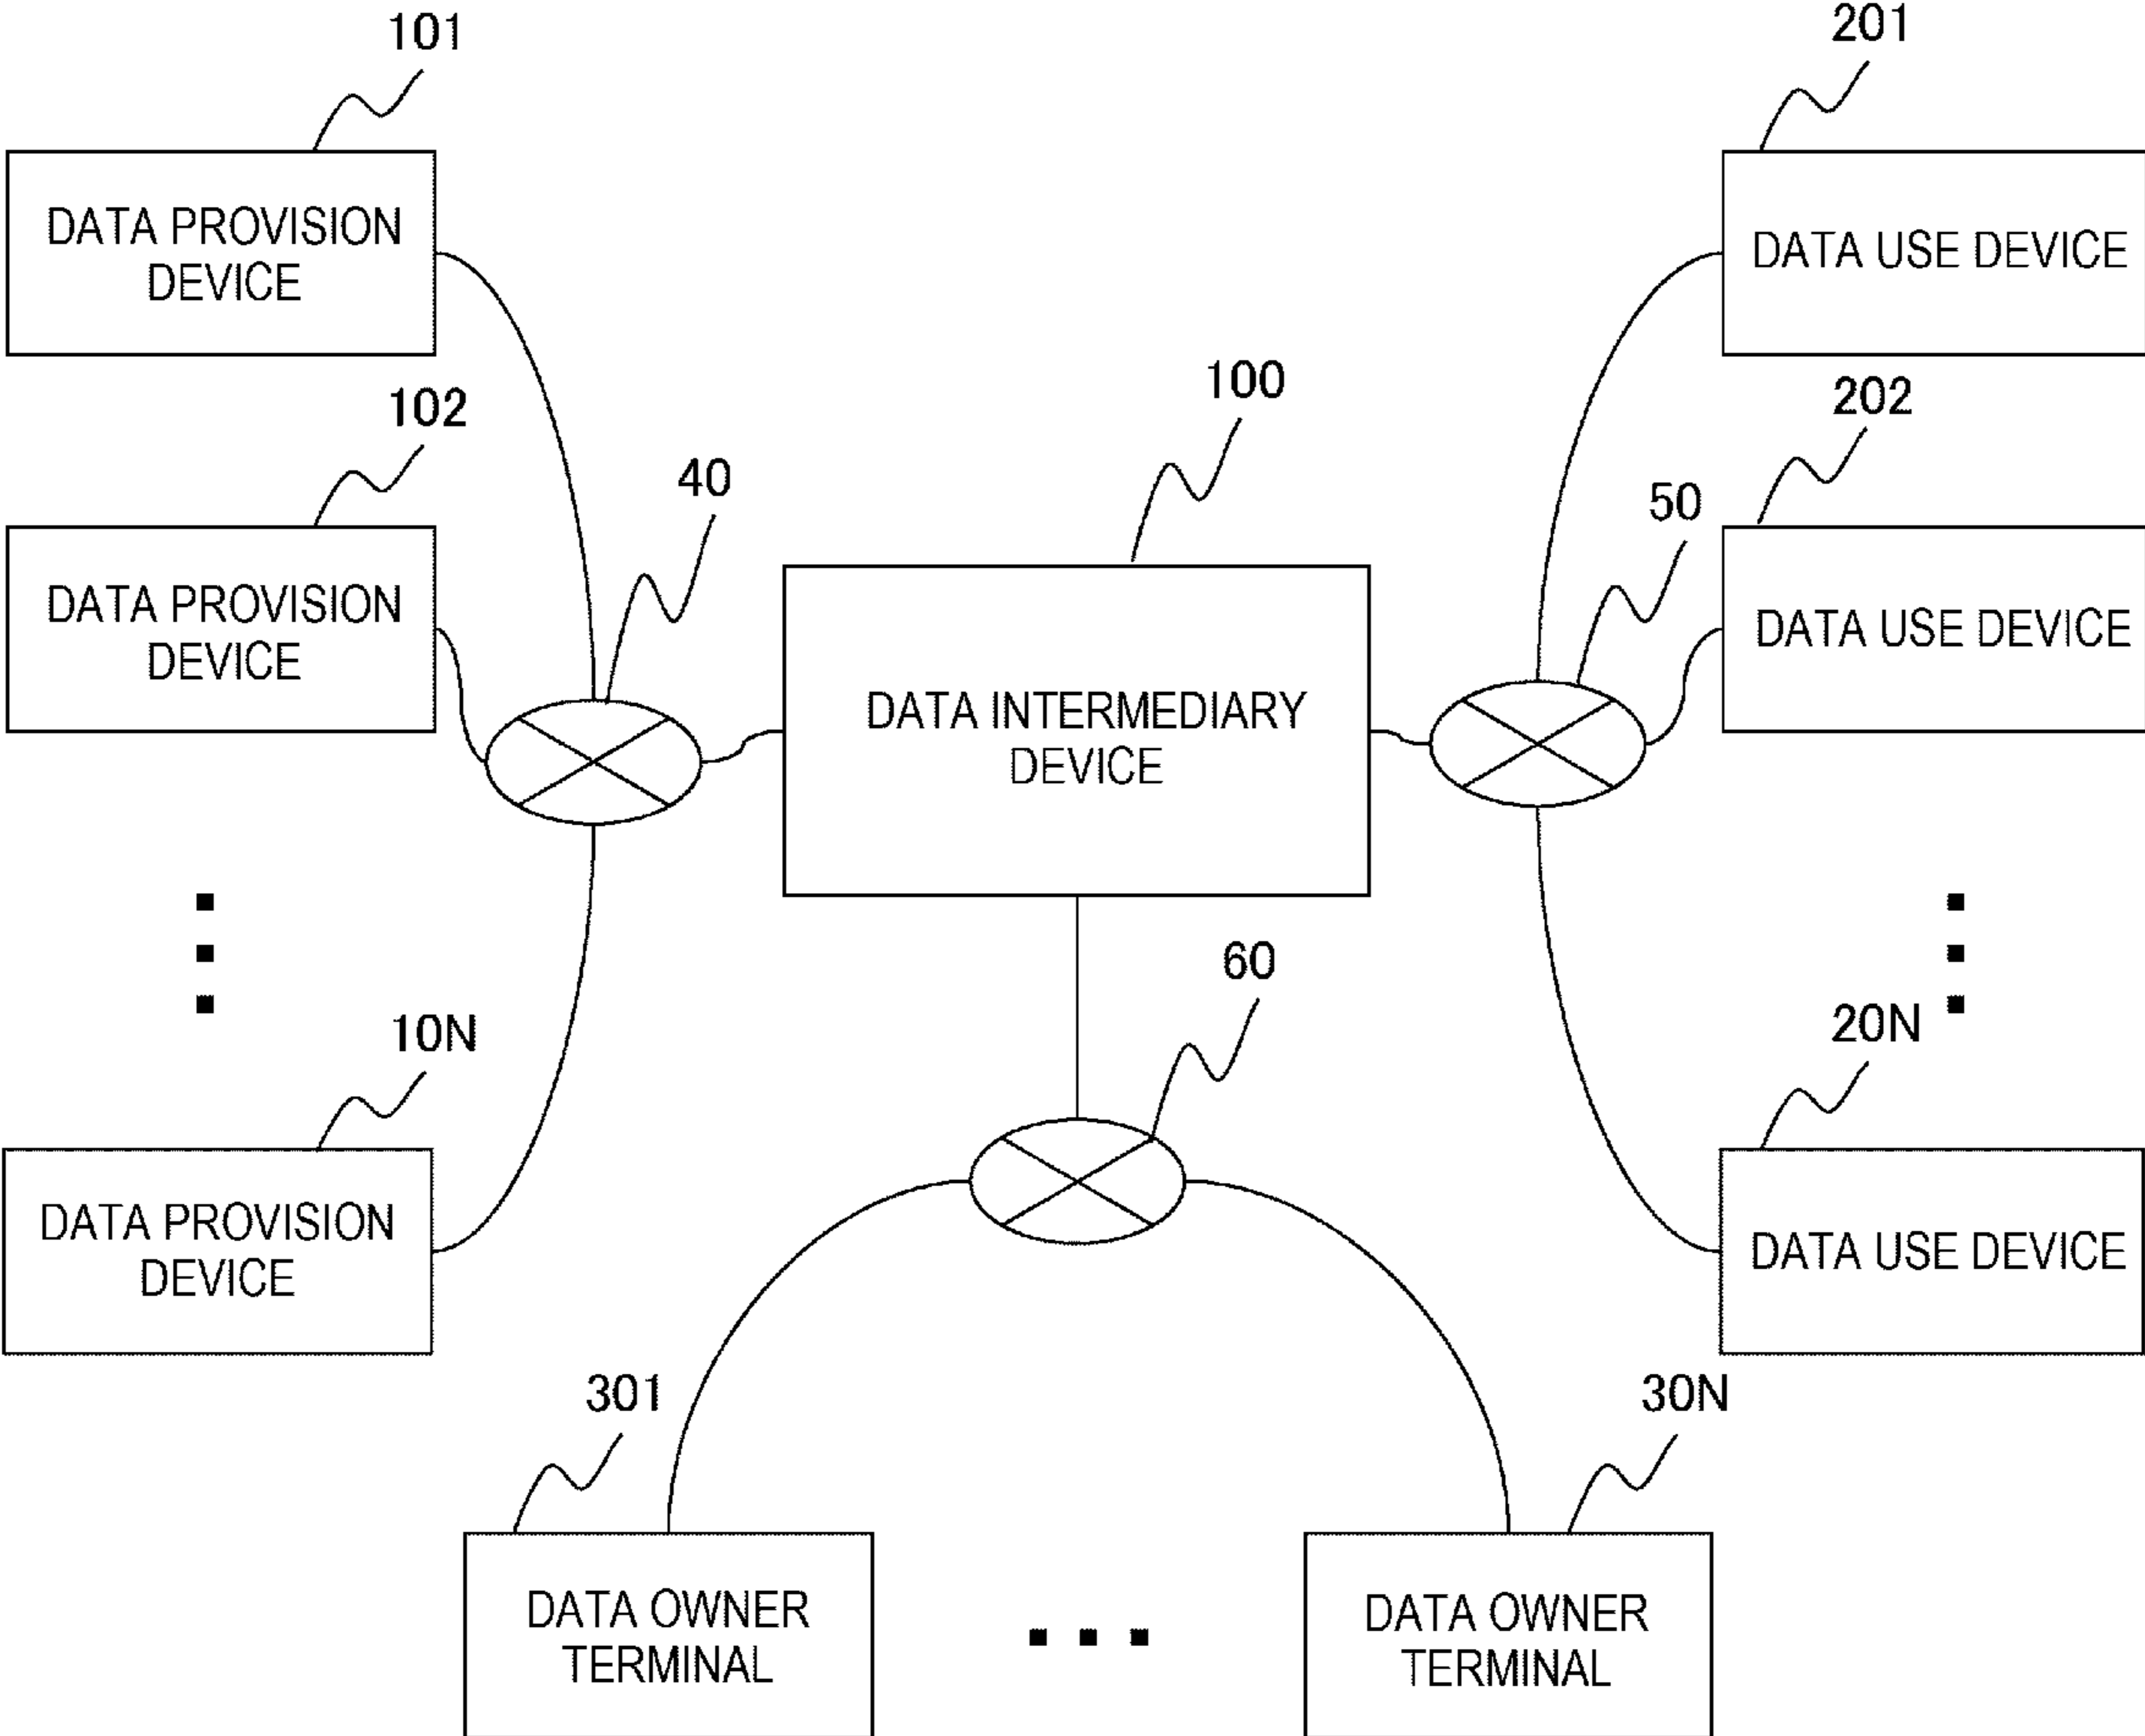 101
DATA PROVISION
DEVICE
102
DATA PROVISION
DEVICE
10N
DATA PROVISION
DEVICE
40
100
DATA INTERMEDIARY
DEVICE
50
201
DATA USE DEVICE
202
DATA USE DEVICE
20N
DATA USE DEVICE
60
301
DATA OWNER
TERMINAL
30N
DATA OWNER
TERMINAL